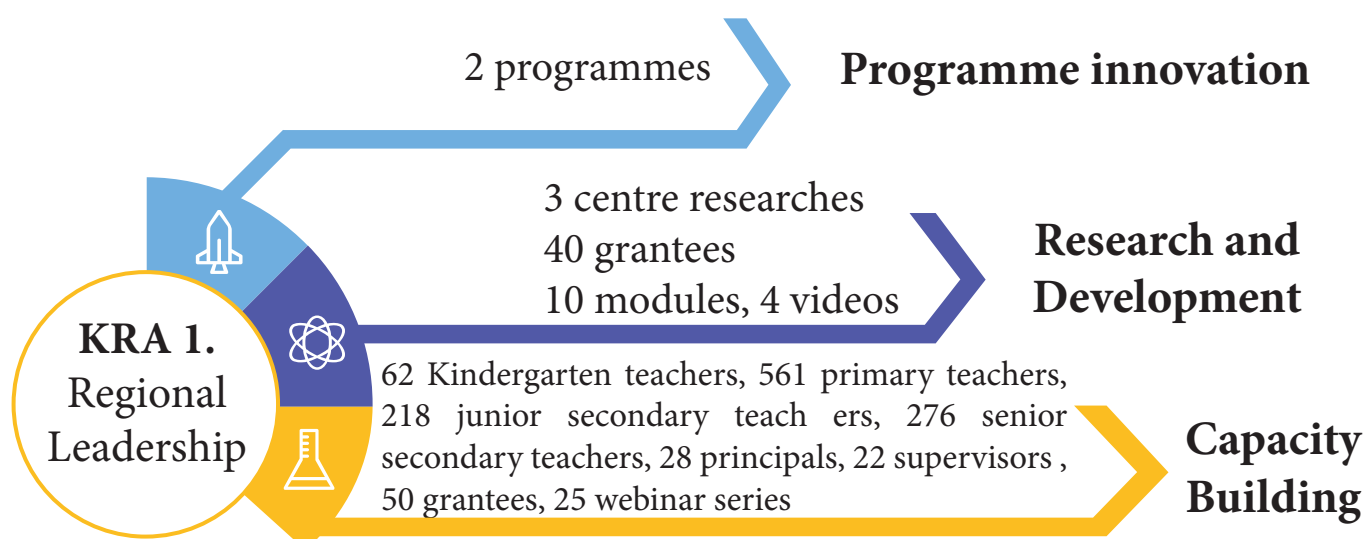 2 programmes
Programme innovation
3 centre researches
40 grantees
10 modules, 4 videos
Research and
Development
KRA 1.
Regional
Leadership
62 Kindergarten teachers, 561 primary teachers,
218 junior secondary teach ers, 276 senior
secondary teachers, 28 principals, 22 supervisors ,
50 grantees, 25 webinar series
Capacity
Building